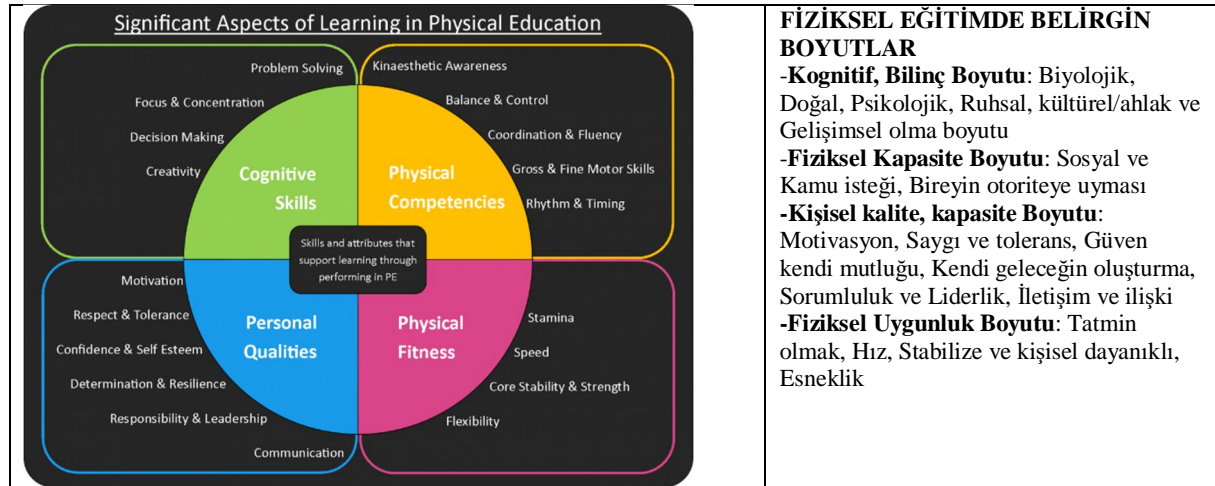 Significant Aspects of Learning in Physical Education
Problem Solving
Focus & Concentration
Decision Making
Creativity
Cognitive
Skills
Kinaesthetic Awareness
Balance & Control
Coordination & Fluency
Gross & Fine Motor Skills
Rhythm & Timing
Physical
Competencies
Skills and attributes that
support learning through
performing in PE
Motivation
Respect & Tolerance
Confidence & Self Esteem
Determination & Resilience
Responsibility & Leadership
Communication
Personal
Qualities
Physical
Fitness
Stamina
Speed
Core Stability & Strength
Flexibility
FİZİKSEL EĞİTİMDE BELİRGİN
BOYUTLAR
-Kognitif, Bilinç Boyutu: Biyolojik,
Doğal, Psikolojik, Ruhsal, kültürel/ahlak ve
Gelişimsel olma boyutu
-Fiziksel Kapasite Boyutu: Sosyal ve
Kamu isteği, Bireyin otoriteye uyması
-Kişisel kalite, kapasite Boyutu:
Motivasyon, Saygı ve tolerans, Güven
kendi mutluğu, Kendi geleceğin oluşturma,
Sorumluluk ve Liderlik, İletişim ve ilişki
-Fiziksel Uygunluk Boyutu: Tatmin
olmak, Hız, Stabilize ve kişisel dayanıklı,
Esneklik